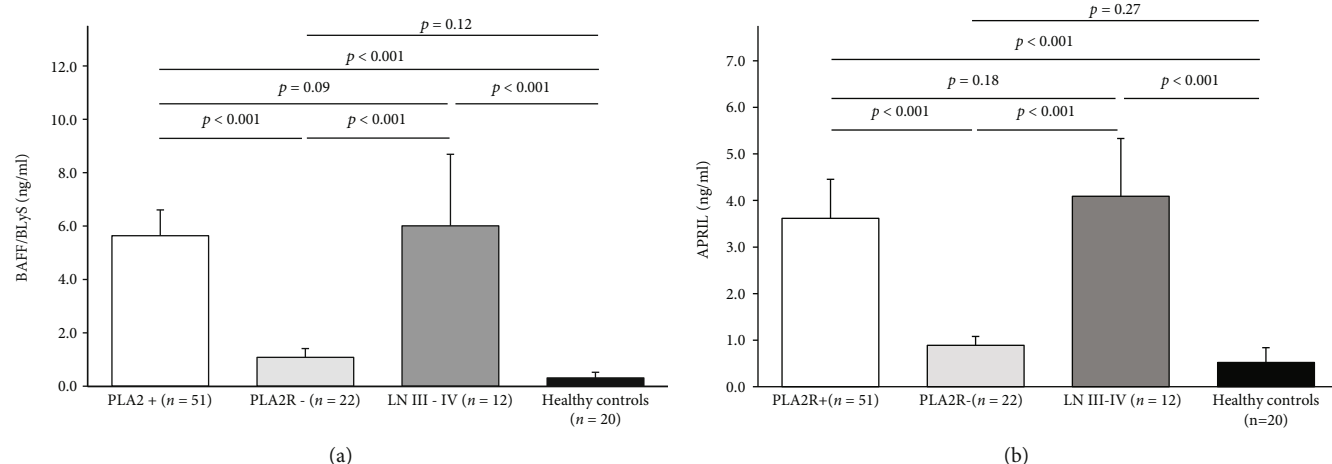 p = 0.12
p < 0.001
p = 0.09
p < 0.001
p < 0.001
p < 0.001
12.0
10.0
8.0
6.0
4.0
2.0
0.0
BAFF/BLyS (ng/ml)
PLA2 + (n = 51)
PLA2R - (n = 22)
LN III - IV (n = 12)
Healthy controls
(n = 20)
(a)
p = 0.27
p < 0.001
p = 0.18
p < 0.001
p < 0.001
p < 0.001
7.0
6.0
5.0
4.0
3.0
2.0
1.0
0.0
APRIL (ng/ml)
PLA2R+(n = 51)
PLA2R-(n = 22)
LN III-IV (n = 12)
Healthy controls
(n=20)
(b)